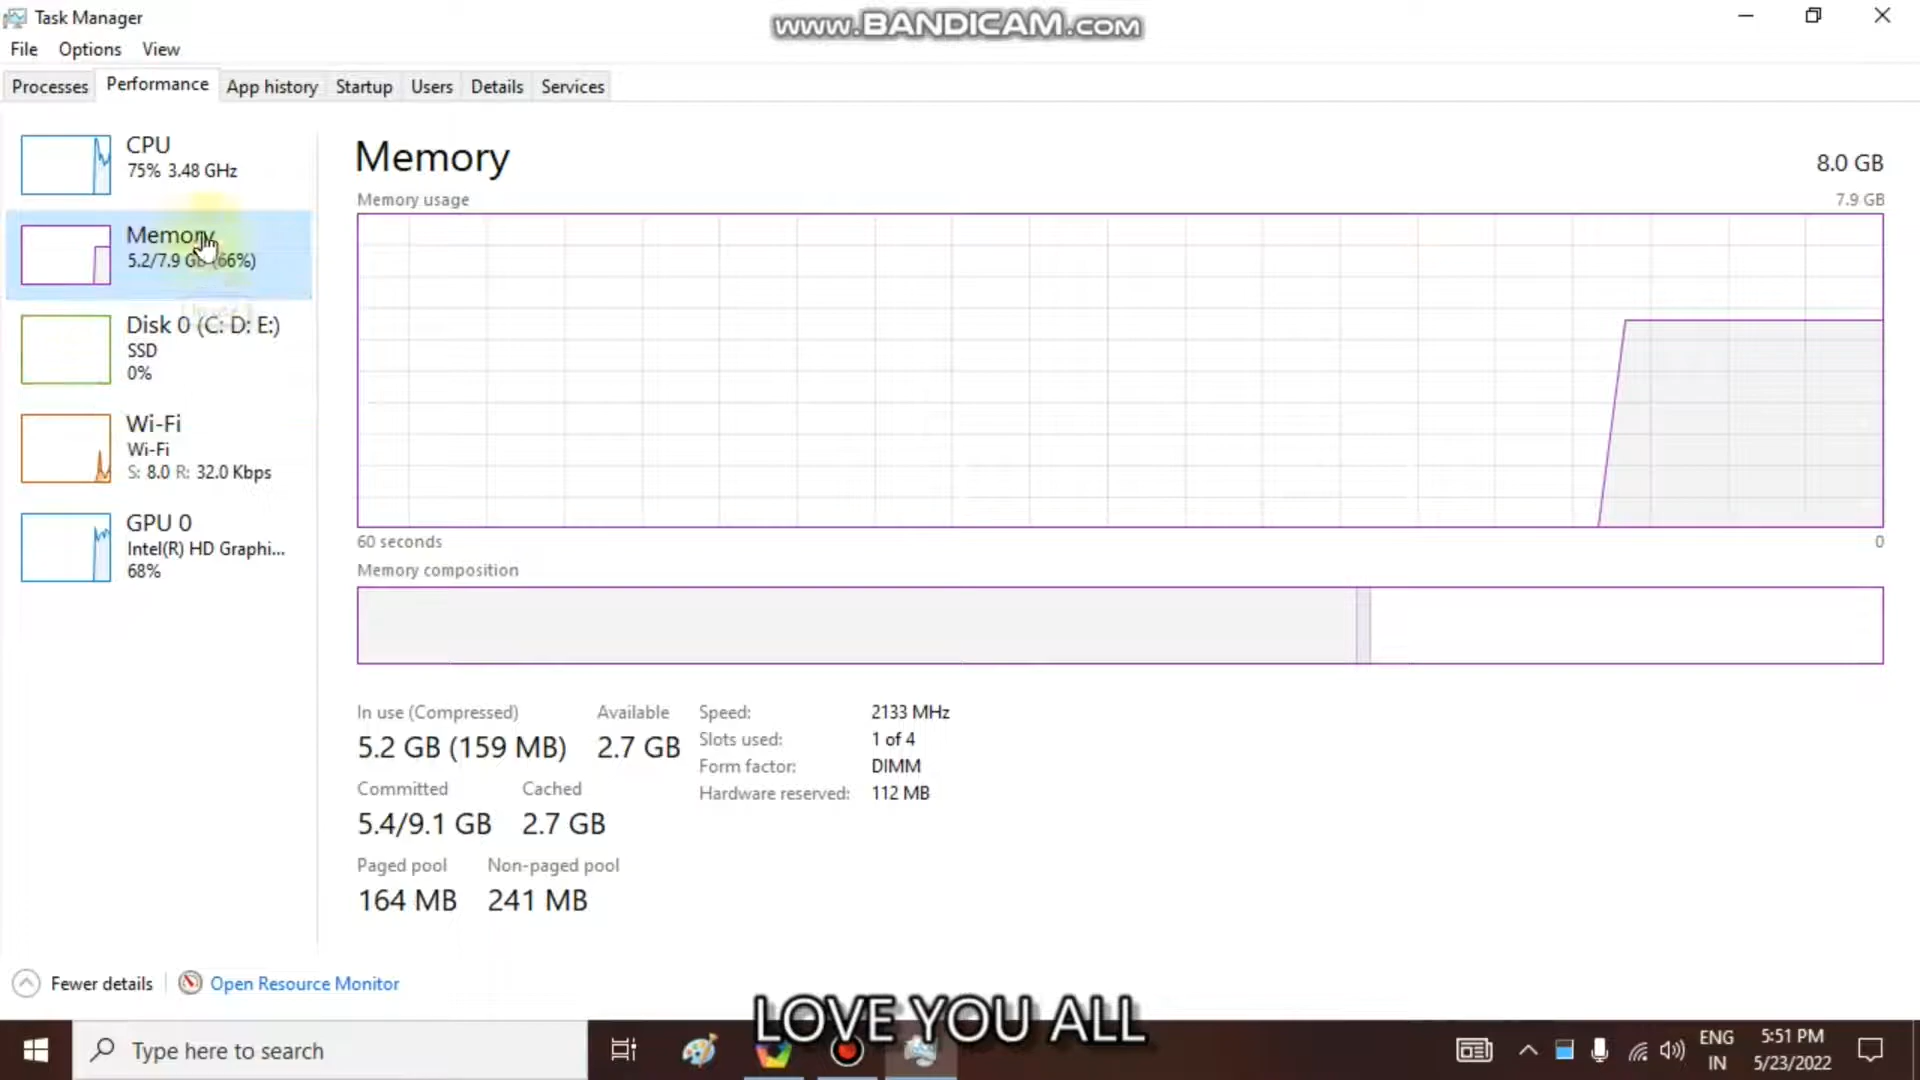 Task Manager
www.BANDICAM.com
File Options View
Processes Performance App history Startup Users Details Services
CPU
75% 3.48 GHz
Memory
5.2/7.9 GB (66%)
Disk 0 (C: D: E:)
SSD
0%
Wi-Fi
Wi-Fi
S: 8.0 R: 32.0 Kbps
GPU 0
Intel(R) HD Graphi...
68%
Memory 8.0 GB
Memory usage 7.9 GB
60 seconds 0
Memory composition
In use (Compressed) Available
5.2 GB (159 MB) 2.7 GB
Committed Cached
5.4/9.1 GB 2.7 GB
Paged pool Non-paged pool
164 MB 241 MB
Speed: 2133 MHz
Slots used: 1 of 4
Form factor: DIMM
Hardware reserved: 112 MB
Fewer details Open Resource Monitor
LOVE YOU ALL
Type here to search
ENG
IN
5:51 PM
5/23/2022